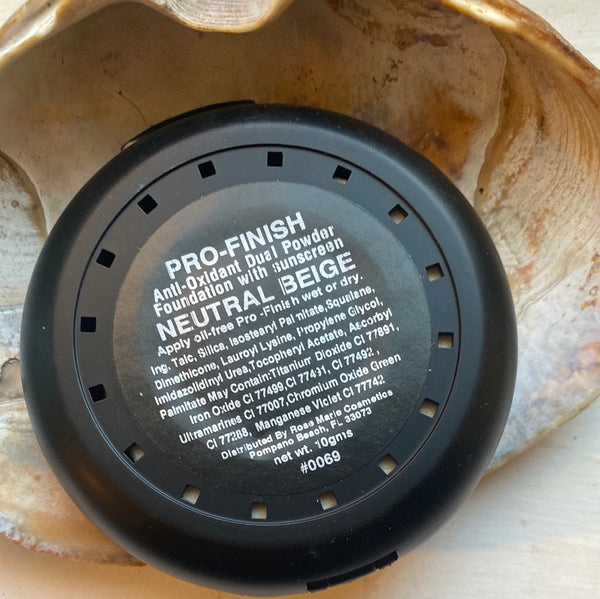 PRO-FINISH
Anti-Oxidant Dual Powder
Foundation with Sunscreen
NEUTRAL BEIGE
Apply oil-free Pro-Finish wet or dry.
Ing. Talc, Silica, Isostearyl Palmitate, Squalane,
Dimethicone, Lauroyl Lysine, Propylene Glycol,
Imidazolidinyl Urea, Tocopheryl Acetate, Ascorbyl
Palmitate May Contain:Titanium Dioxide CI 77891,
Iron Oxide CI 77499,CI 77491, CI 77492,
Ultramarines CI 77007,Chromium Oxide Green
CI 77288, Manganese Violet CI 77742
Distributed By Rose Marie Cosmetics
Pompano Beach, FL 33073
net wt. 10gms
#0069